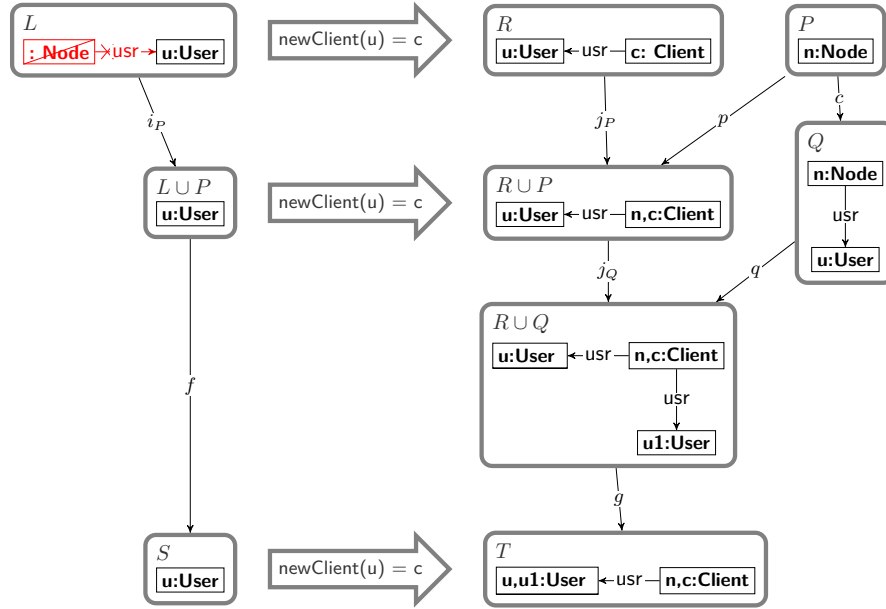 L
: Node usr u:User
newClient(u) = c
R
u:User usr c: Client
P
n:Node
i_P
j_P
p
c
Q
n:Node
usr
u:User
L ∪ P
u:User
newClient(u) = c
R ∪ P
u:User usr n,c:Client
j_Q
q
R ∪ Q
u:User usr n,c:Client
usr
u1:User
f
g
S
u:User
newClient(u) = c
T
u,u1:User usr n,c:Client